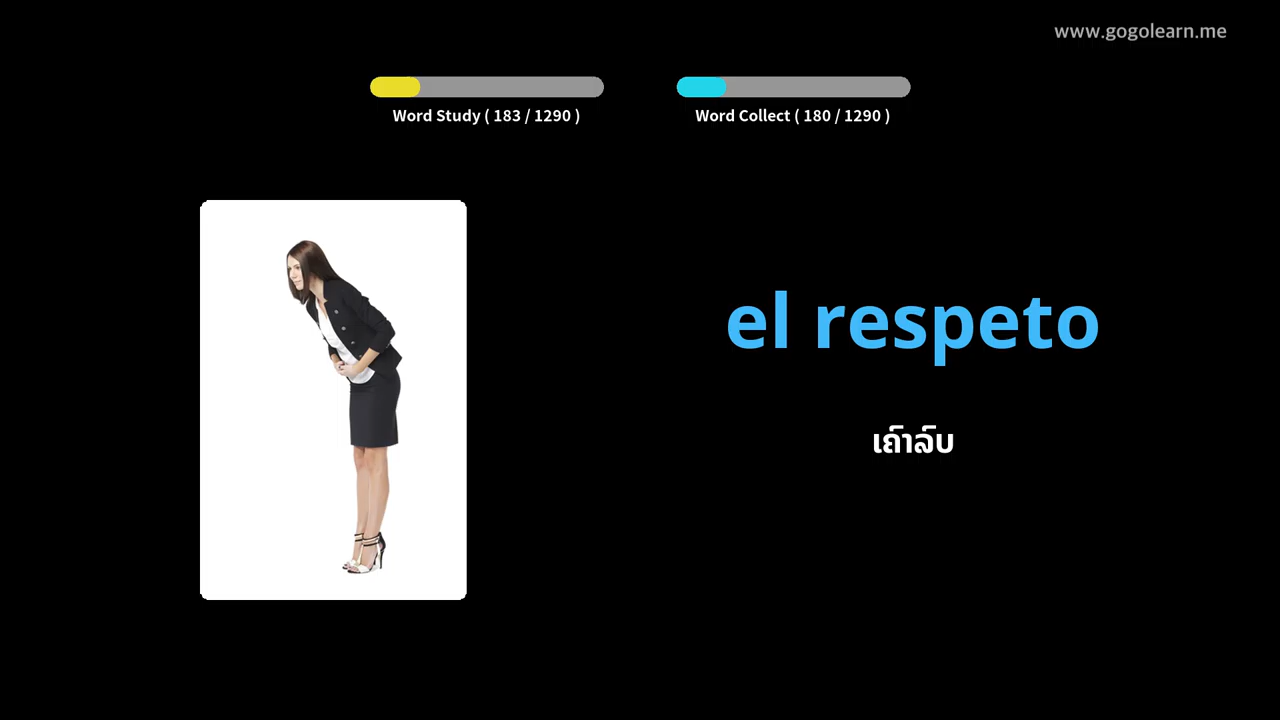 www.gogolearn.me
Word Study ( 183 / 1290 )
Word Collect ( 180 / 1290 )
el respeto
ເຄົາລົບ